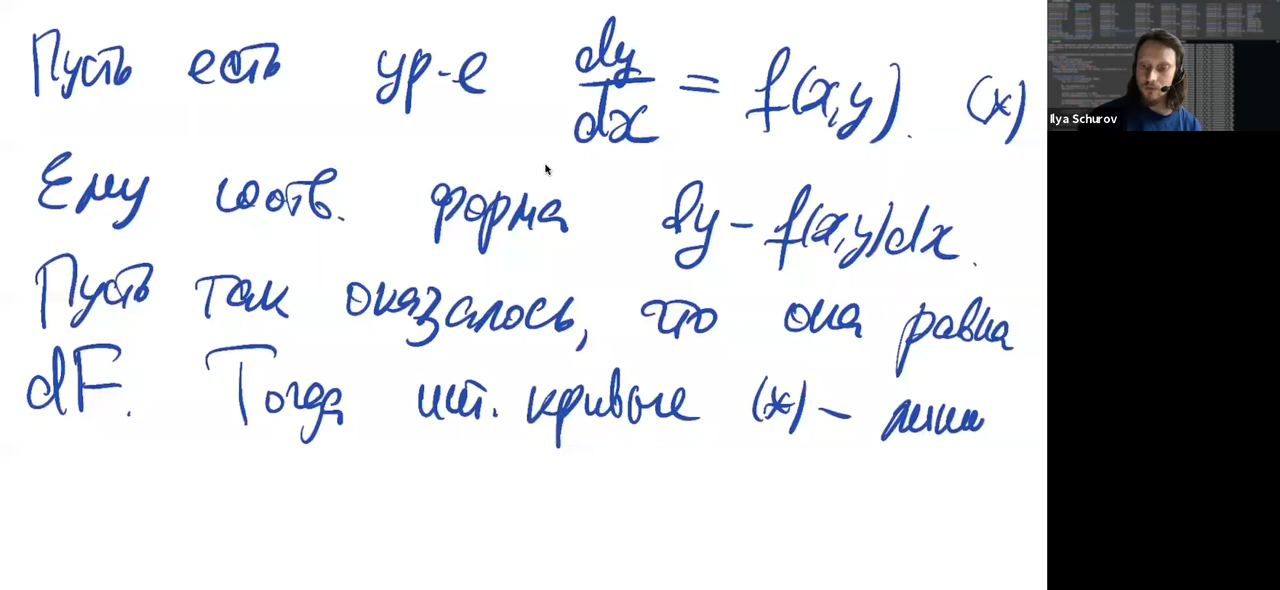 Пусть есть ур-е dy/dx = f(x,y). (*)
Ему соотв. форма dy - f(x,y)dx.
Пусть так оказалось, что она равна
dF. Тогда инт. кривые (*) - линии
Ilya Schurov